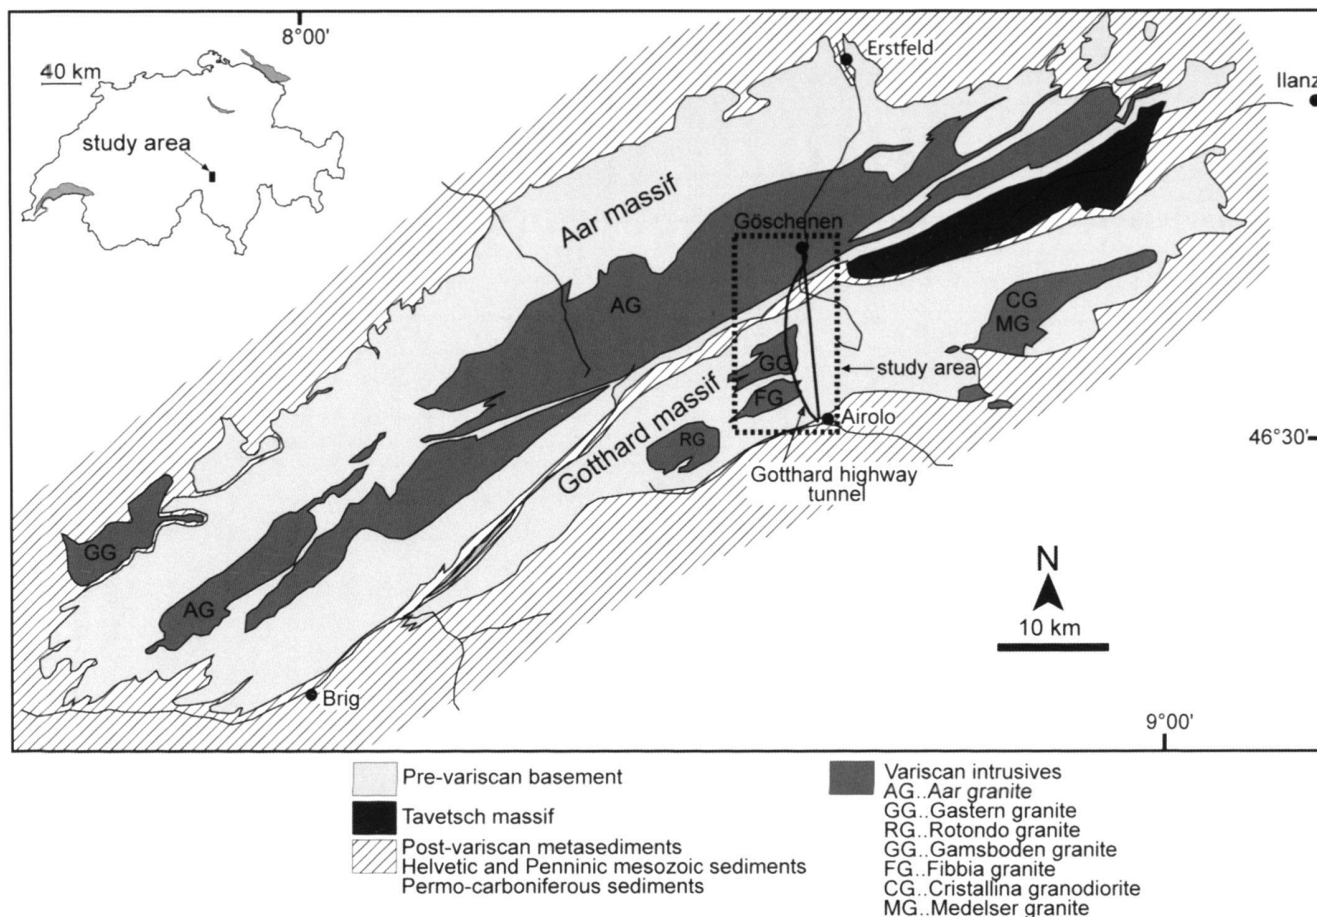 8°00'
40 km
study area
Erstfeld
Ilanz
Aar massif
Göschenen
AG
CG
MG
GG
study area
FG
Gotthard massif
Airolo
RG
46°30'
Gotthard highway
tunnel
GG
N
10 km
AG
Brig
9°00'
Pre-variscan basement
Tavetsch massif
Post-variscan metasediments
Helvetic and Penninic mesozoic sediments
Permo-carboniferous sediments
Variscan intrusives
AG..Aar granite
GG..Gastern granite
RG..Rotondo granite
GG..Gamsboden granite
FG..Fibbia granite
CG..Cristallina granodiorite
MG..Medelser granite